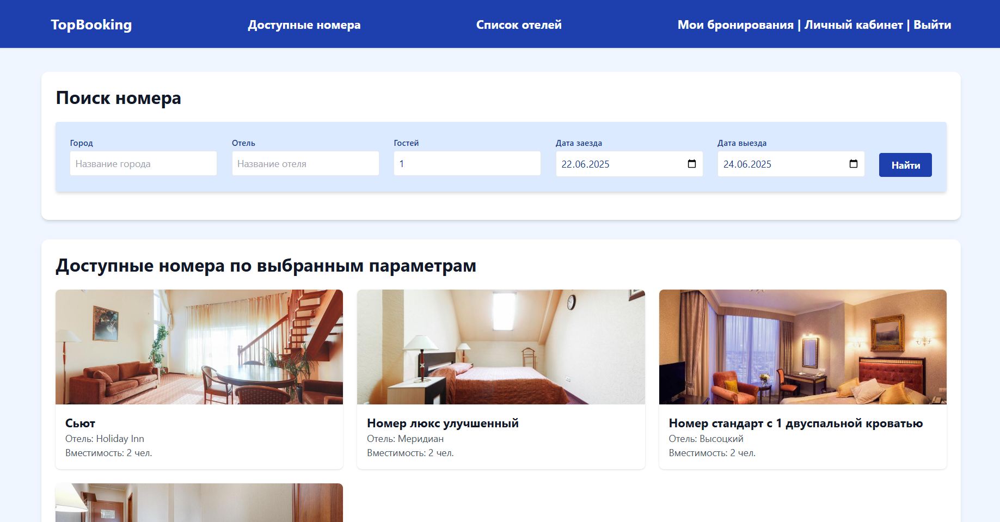 TopBooking
Доступные номера
Список отелей
Мои бронирования | Личный кабинет | Выйти
Поиск номера
Город
Отель
Гостей
Дата заезда
Дата выезда
Название города
Название отеля
1
22.06.2025
24.06.2025
Найти
Доступные номера по выбранным параметрам
Сьют
Отель: Holiday Inn
Вместимость: 2 чел.
Номер люкс улучшенный
Отель: Меридиан
Вместимость: 2 чел.
Номер стандарт с 1 двуспальной кроватью
Отель: Высоцкий
Вместимость: 2 чел.